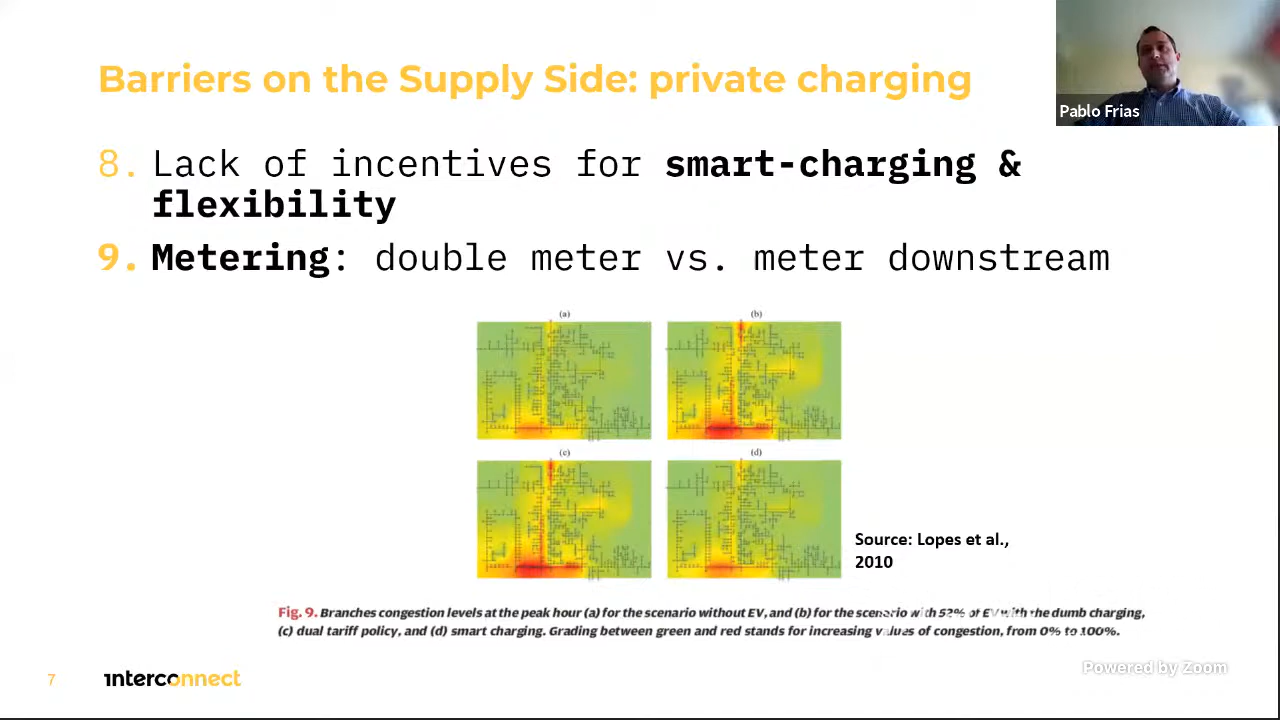 Barriers on the Supply Side: private charging
Pablo Frias
8. Lack of incentives for smart-charging &
flexibility
9. Metering: double meter vs. meter downstream
(a)
(b)
(c)
(d)
Source: Lopes et al.,
2010
Fig. 9. Branches congestion levels at the peak hour (a) for the scenario without EV, and (b) for the scenario with 52% of EV with the dumb charging,
(c) dual tariff policy, and (d) smart charging. Grading between green and red stands for increasing values of congestion, from 0% to 100%.
7
interconnect
Powered by Zoom